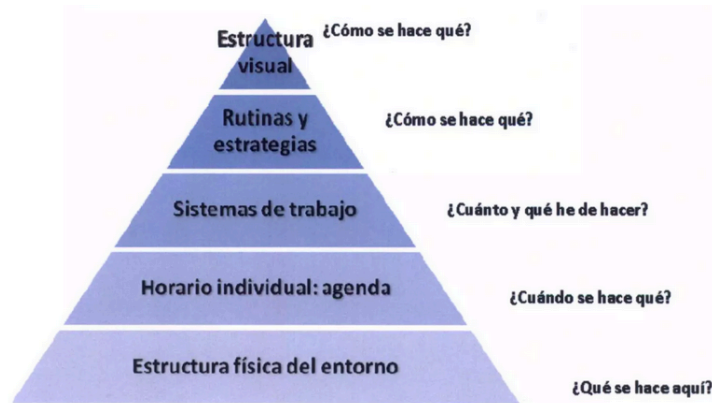 Estructura
visual
¿Cómo se hace qué?
Rutinas y
estrategias
¿Cómo se hace qué?
Sistemas de trabajo
¿Cuánto y qué he de hacer?
Horario individual: agenda
¿Cuándo se hace qué?
Estructura física del entorno
¿Qué se hace aquí?